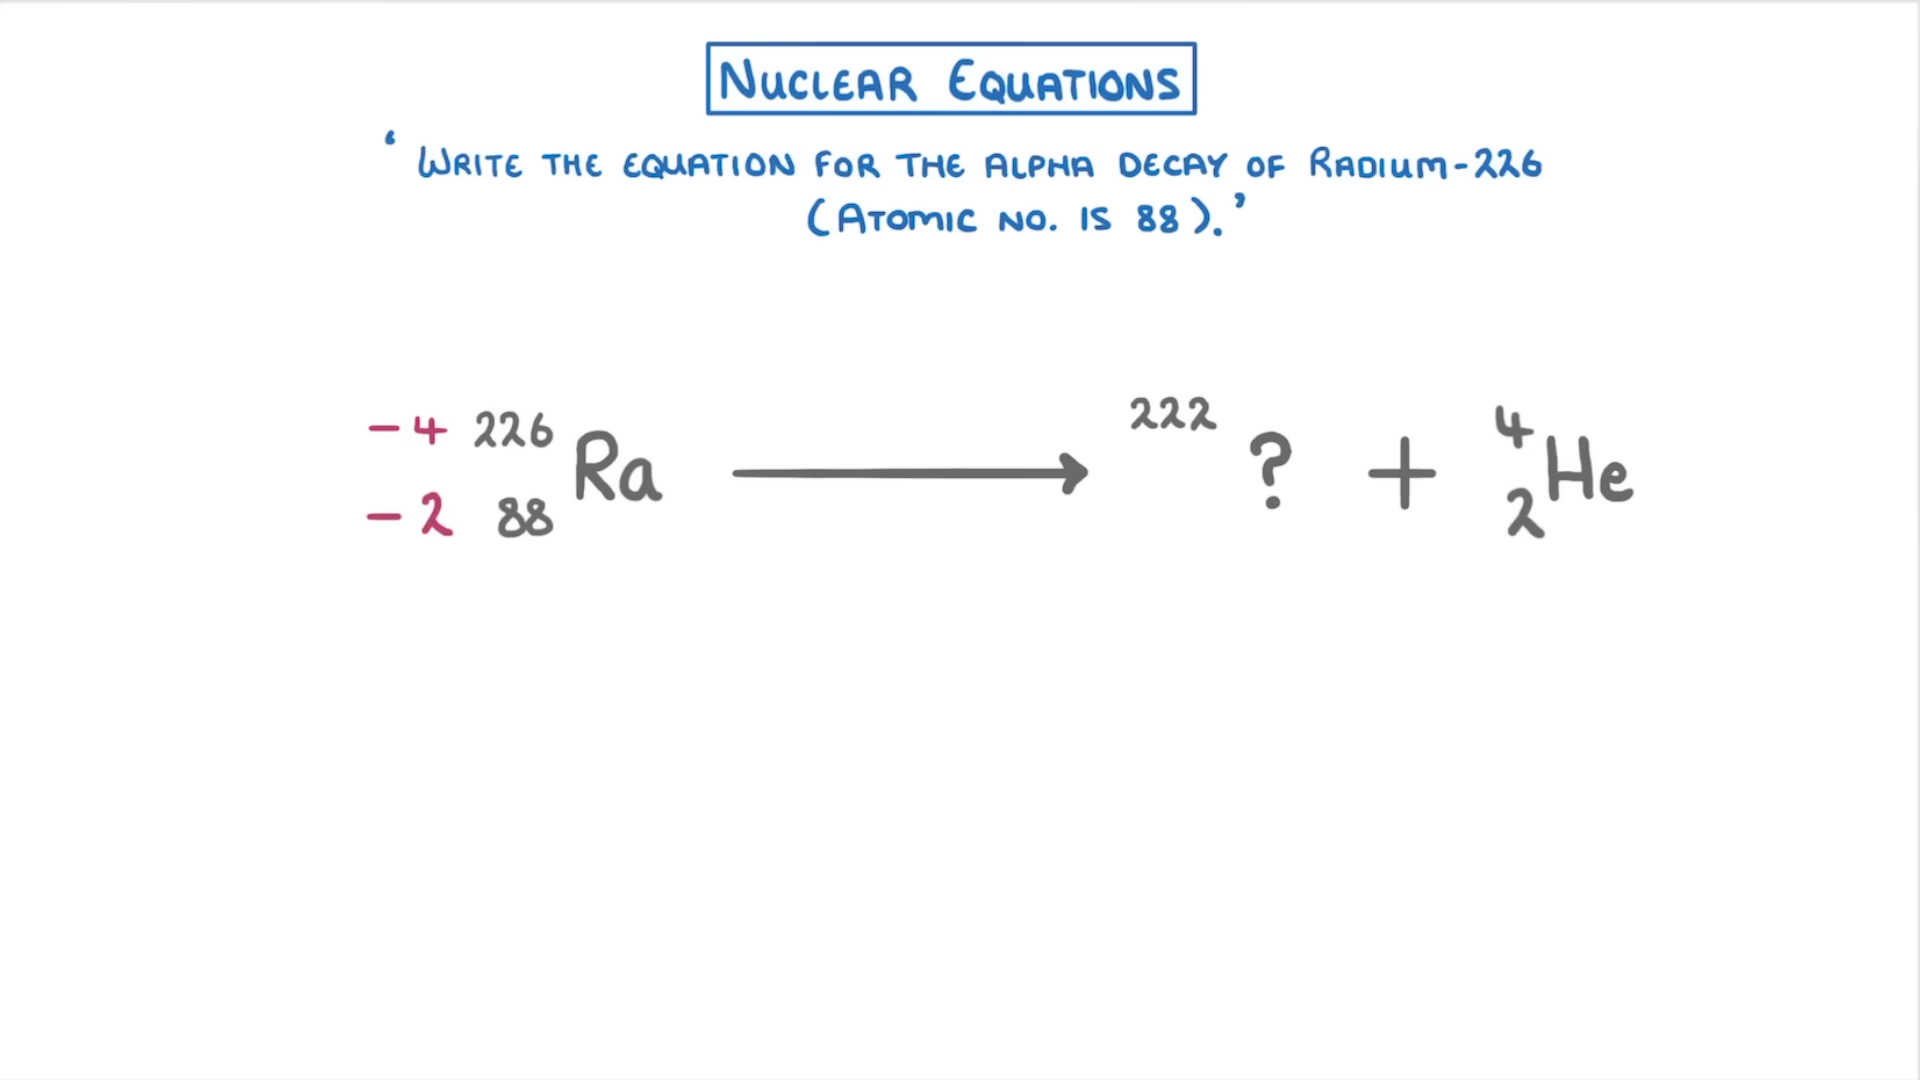 NUCLEAR EQUATIONS
‘WRITE THE EQUATION FOR THE ALPHA DECAY OF RADIUM-226
(ATOMIC NO. IS 88).’
-4 226 Ra → 222 ? + 4 He
-2 88 2